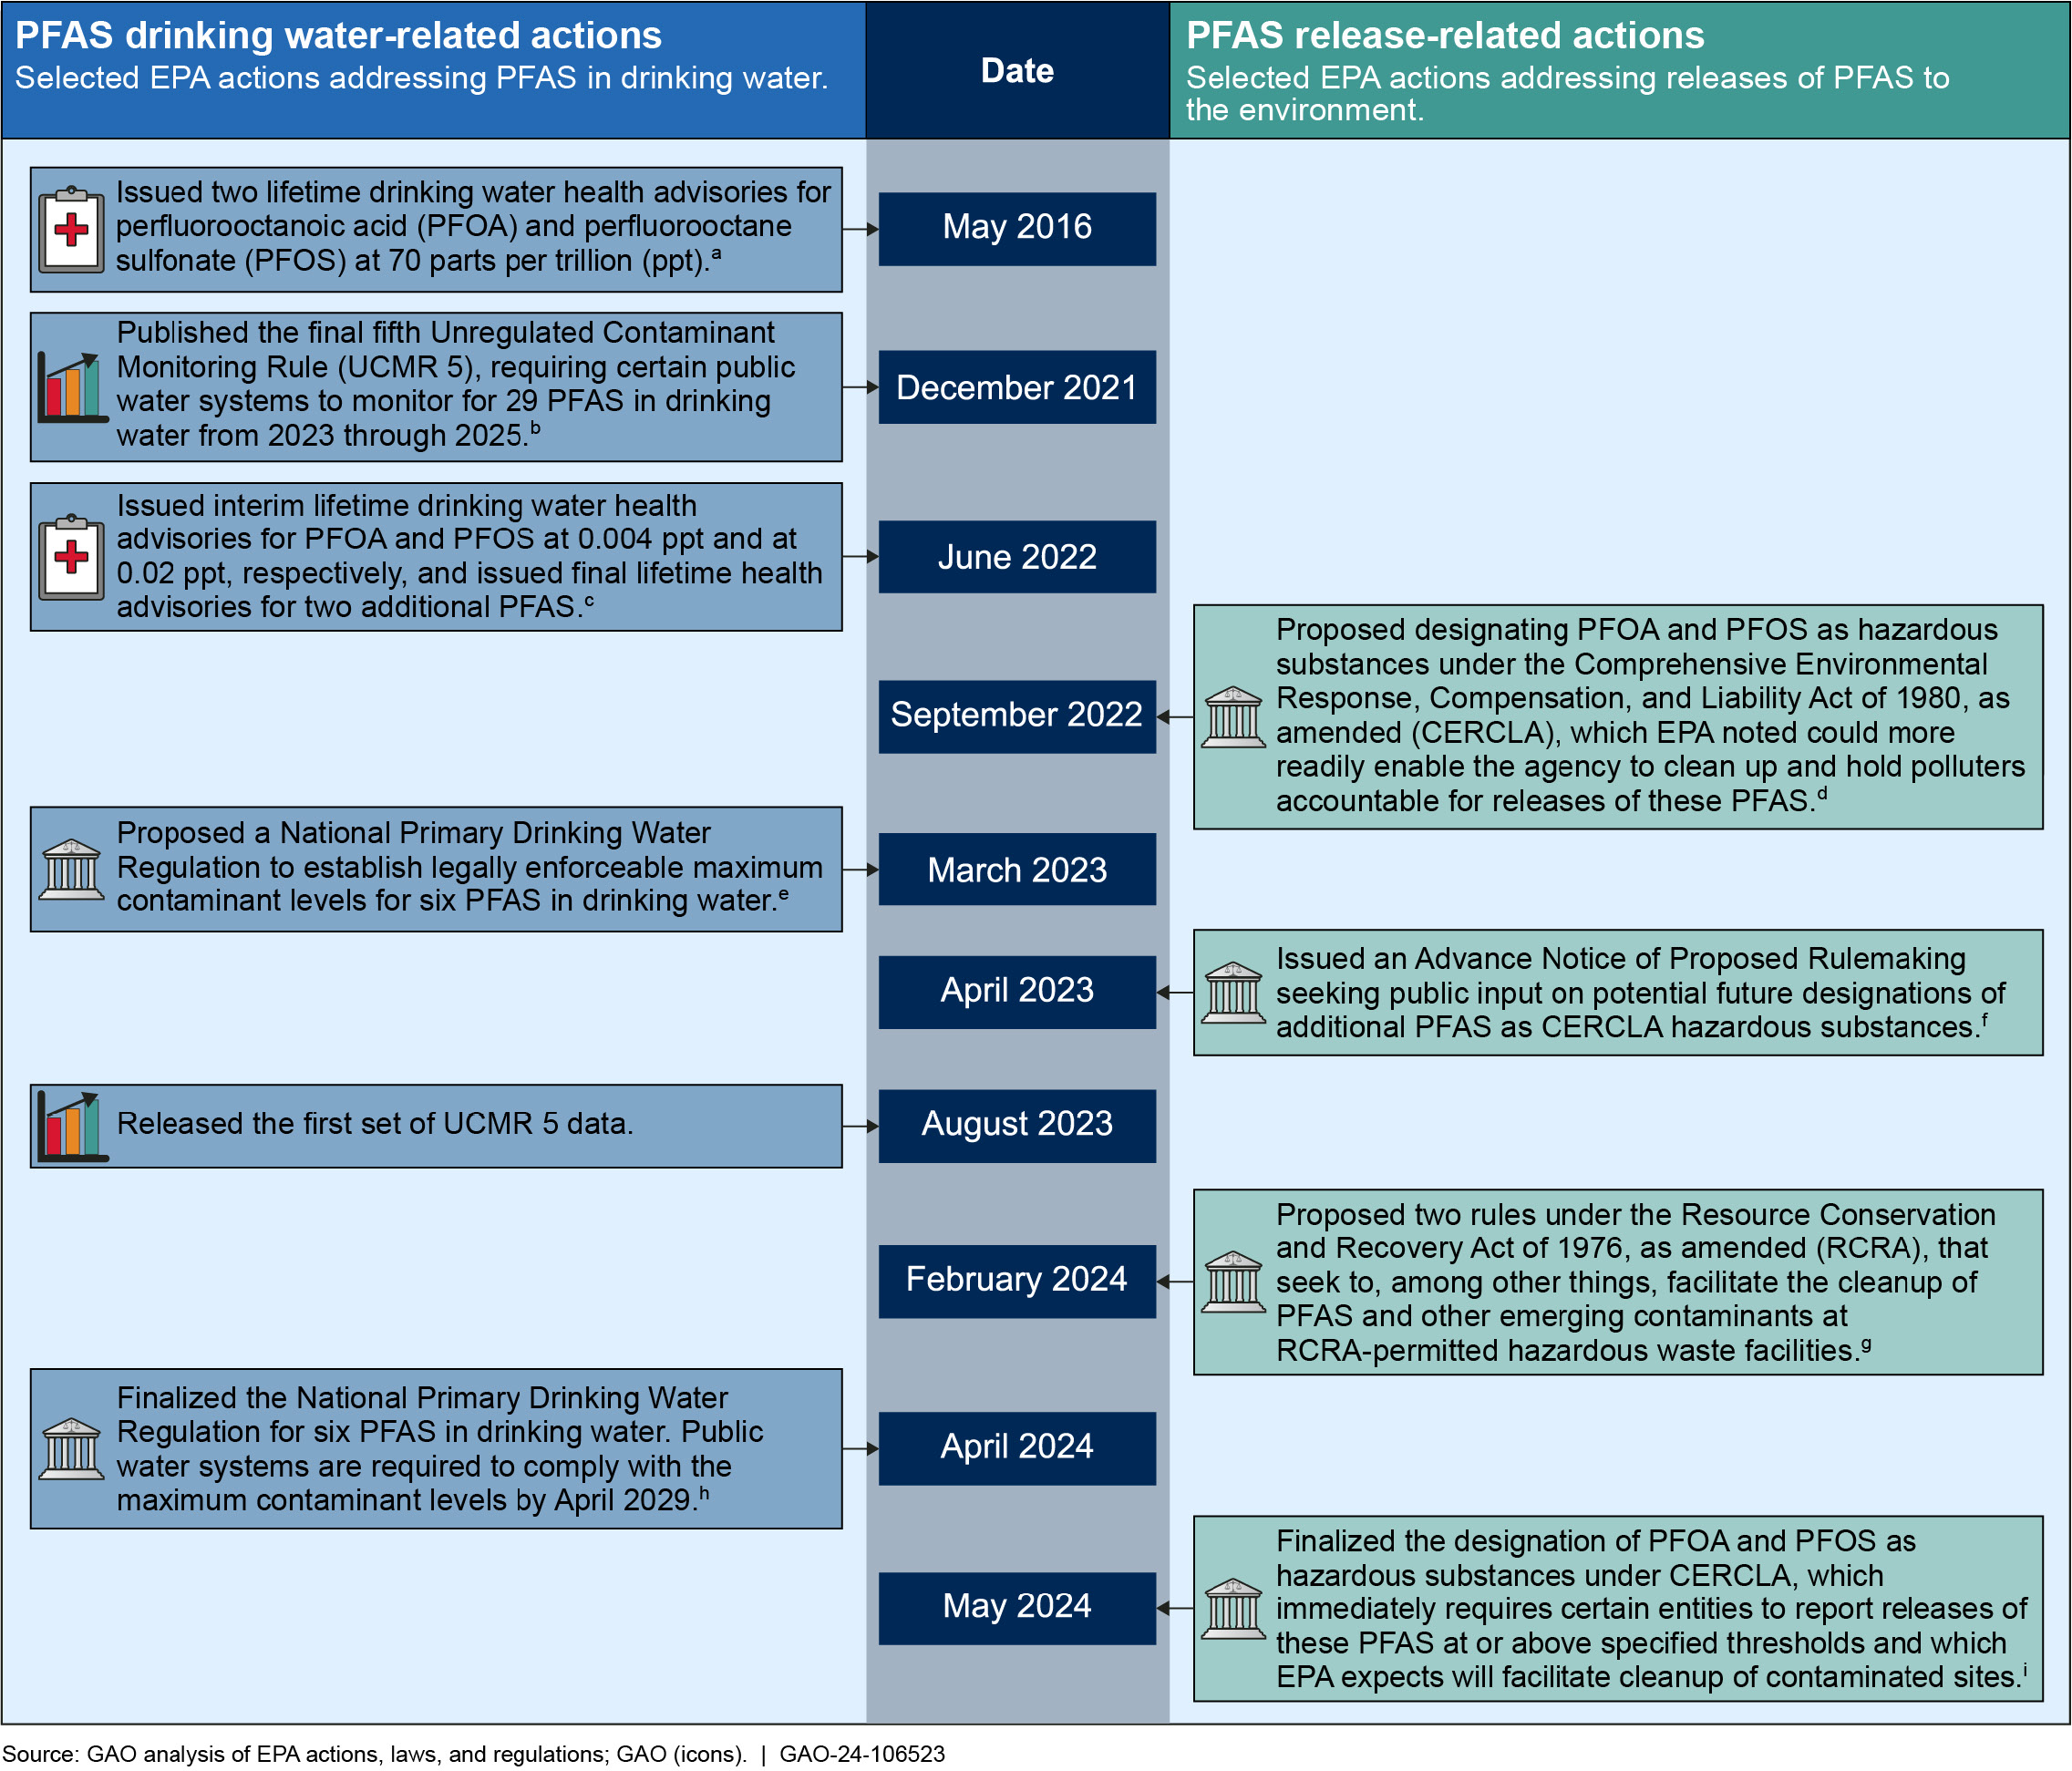 PFAS drinking water-related actions
Selected EPA actions addressing PFAS in drinking water.
Date
PFAS release-related actions
Selected EPA actions addressing releases of PFAS to
the environment.
Issued two lifetime drinking water health advisories for
perfluorooctanoic acid (PFOA) and perfluorooctane
sulfonate (PFOS) at 70 parts per trillion (ppt).a
May 2016
Published the final fifth Unregulated Contaminant
Monitoring Rule (UCMR 5), requiring certain public
water systems to monitor for 29 PFAS in drinking
water from 2023 through 2025.b
December 2021
Issued interim lifetime drinking water health
advisories for PFOA and PFOS at 0.004 ppt and at
0.02 ppt, respectively, and issued final lifetime health
advisories for two additional PFAS.c
June 2022
September 2022
Proposed designating PFOA and PFOS as hazardous
substances under the Comprehensive Environmental
Response, Compensation, and Liability Act of 1980, as
amended (CERCLA), which EPA noted could more
readily enable the agency to clean up and hold polluters
accountable for releases of these PFAS.d
Proposed a National Primary Drinking Water
Regulation to establish legally enforceable maximum
contaminant levels for six PFAS in drinking water.e
March 2023
April 2023
Issued an Advance Notice of Proposed Rulemaking
seeking public input on potential future designations of
additional PFAS as CERCLA hazardous substances.f
Released the first set of UCMR 5 data.
August 2023
February 2024
Proposed two rules under the Resource Conservation
and Recovery Act of 1976, as amended (RCRA), that
seek to, among other things, facilitate the cleanup of
PFAS and other emerging contaminants at
RCRA-permitted hazardous waste facilities.g
Finalized the National Primary Drinking Water
Regulation for six PFAS in drinking water. Public
water systems are required to comply with the
maximum contaminant levels by April 2029.h
April 2024
May 2024
Finalized the designation of PFOA and PFOS as
hazardous substances under CERCLA, which
immediately requires certain entities to report releases of
these PFAS at or above specified thresholds and which
EPA expects will facilitate cleanup of contaminated sites.i
Source: GAO analysis of EPA actions, laws, and regulations; GAO (icons). | GAO-24-106523